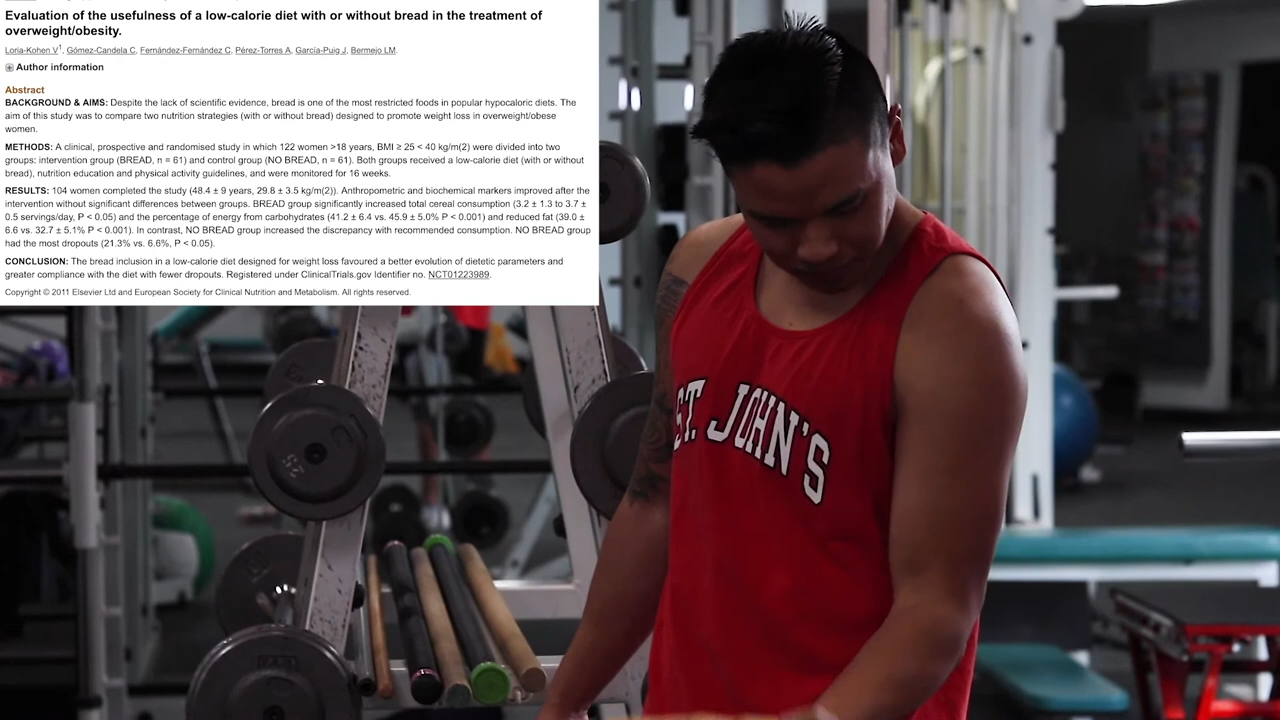 Evaluation of the usefulness of a low-calorie diet with or without bread in the treatment of
overweight/obesity.
Loria-Kohen V1, Gómez-Candela C, Fernández-Fernández C, Pérez-Torres A, García-Puig J, Bermejo LM.
Author information
Abstract
BACKGROUND & AIMS: Despite the lack of scientific evidence, bread is one of the most restricted foods in popular hypocaloric diets. The
aim of this study was to compare two nutrition strategies (with or without bread) designed to promote weight loss in overweight/obese
women.
METHODS: A clinical, prospective and randomised study in which 122 women >18 years, BMI ≥ 25 < 40 kg/m(2) were divided into two
groups: intervention group (BREAD, n = 61) and control group (NO BREAD, n = 61). Both groups received a low-calorie diet (with or without
bread), nutrition education and physical activity guidelines, and were monitored for 16 weeks.
RESULTS: 104 women completed the study (48.4 ± 9 years, 29.8 ± 3.5 kg/m(2)). Anthropometric and biochemical markers improved after the
intervention without significant differences between groups. BREAD group significantly increased total cereal consumption (3.2 ± 1.3 to 3.7 ±
0.5 servings/day, P < 0.05) and the percentage of energy from carbohydrates (41.2 ± 6.4 vs. 45.9 ± 5.0% P < 0.001) and reduced fat (39.0 ±
6.6 vs. 32.7 ± 5.1% P < 0.001). In contrast, NO BREAD group increased the discrepancy with recommended consumption. NO BREAD group
had the most dropouts (21.3% vs. 6.6%, P < 0.05).
CONCLUSION: The bread inclusion in a low-calorie diet designed for weight loss favoured a better evolution of dietetic parameters and
greater compliance with the diet with fewer dropouts. Registered under ClinicalTrials.gov Identifier no. NCT01223989.
Copyright © 2011 Elsevier Ltd and European Society for Clinical Nutrition and Metabolism. All rights reserved.
ST. JOHN'S
25